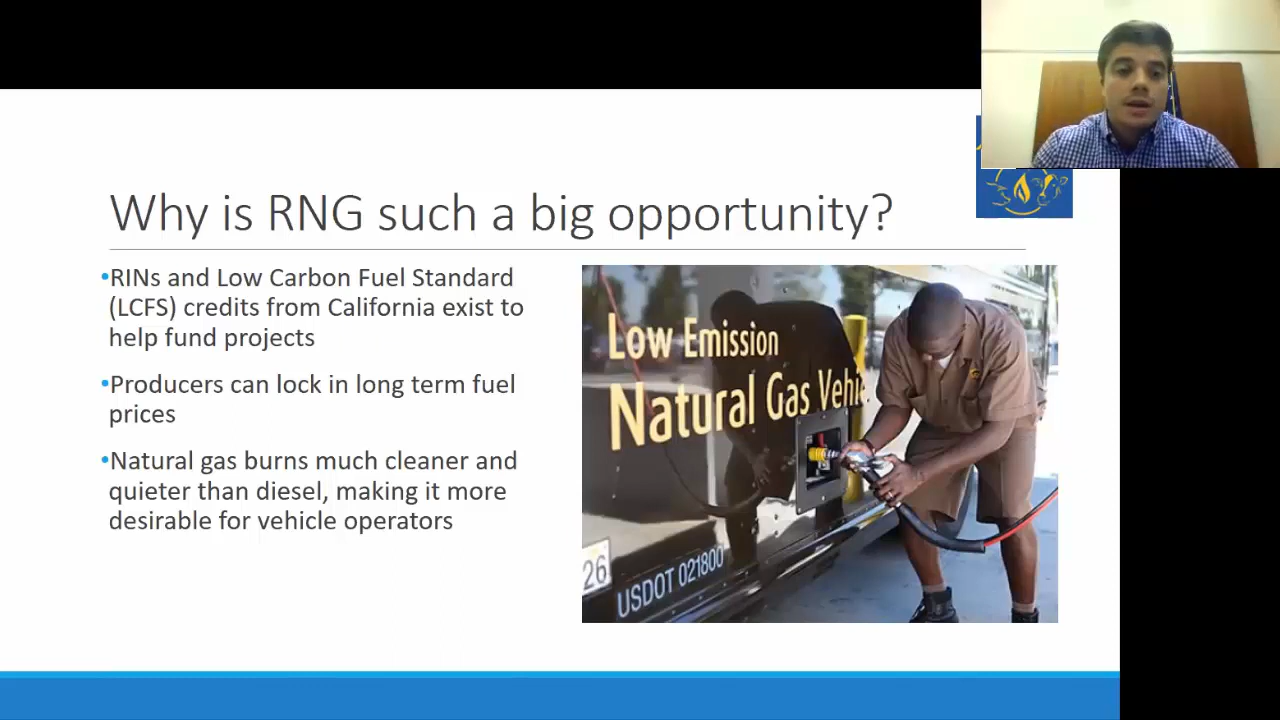 Why is RNG such a big opportunity?
•RINs and Low Carbon Fuel Standard
(LCFS) credits from California exist to
help fund projects
•Producers can lock in long term fuel
prices
•Natural gas burns much cleaner and
quieter than diesel, making it more
desirable for vehicle operators
Low Emission
Natural Gas Vehic
26
USDOT 021800